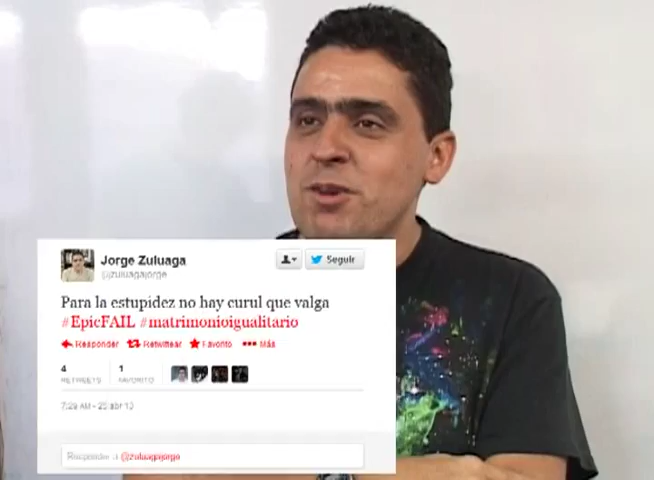 Jorge Zuluaga
@zuluagajorge
Seguir
Para la estupidez no hay curul que valga
#EpicFAIL #matrimonioigualitario
Responder Retwittear Favorito Más
4 1
RETWEETS FAVORITO
7:29 AM - 25 abr 13
Responder a @zuluagajorge